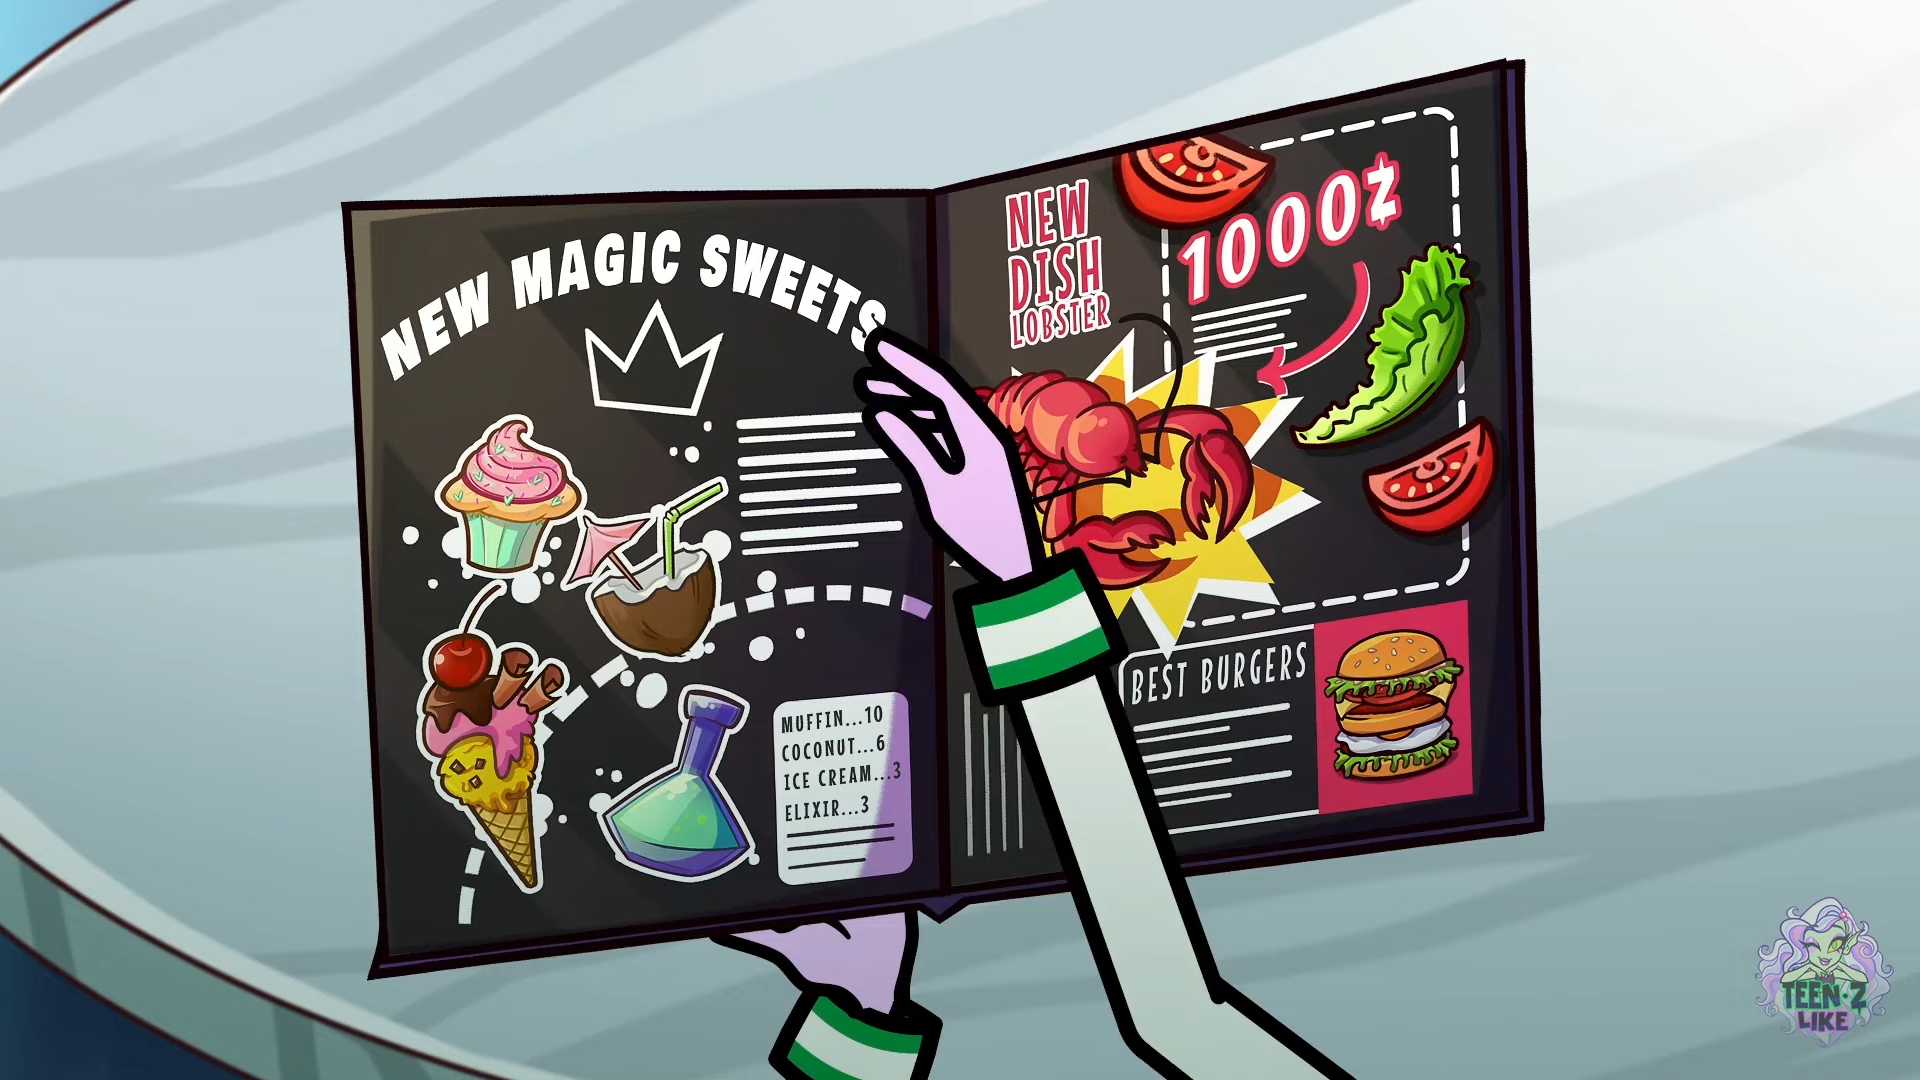 NEW MAGIC SWEETS
MUFFIN...10
COCONUT...6
ICE CREAM...3
ELIXIR...3
NEW
DISH
LOBSTER
1000Ƶ
BEST BURGERS
TEEN-Z
LIKE